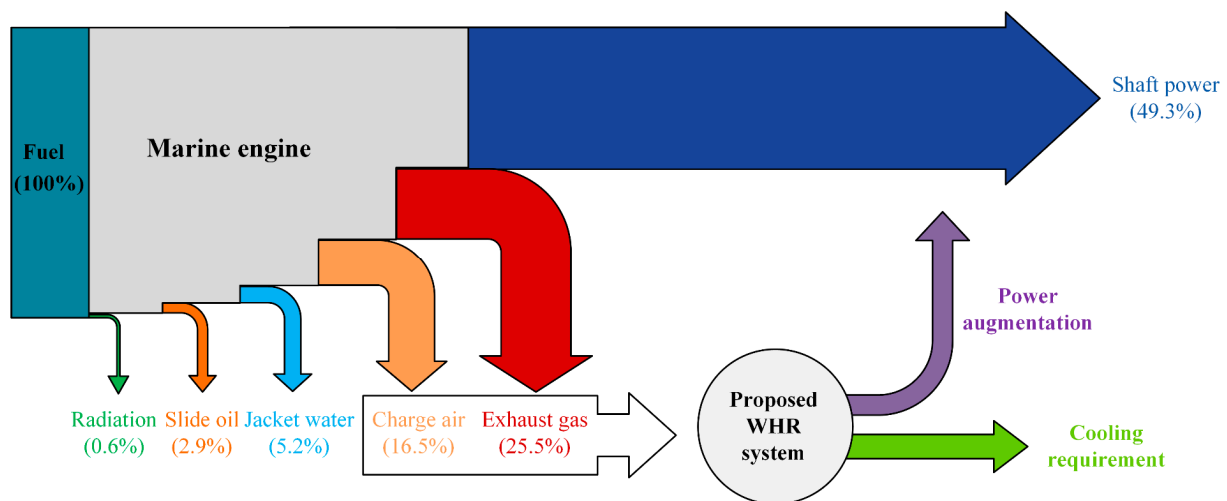 Shaft power
(49.3%)
Fuel
(100%)
Marine engine
Power
augmentation
Radiation
(0.6%)
Slide oil
(2.9%)
Jacket water
(5.2%)
Charge air
(16.5%)
Exhaust gas
(25.5%)
Proposed
WHR
system
Cooling
requirement